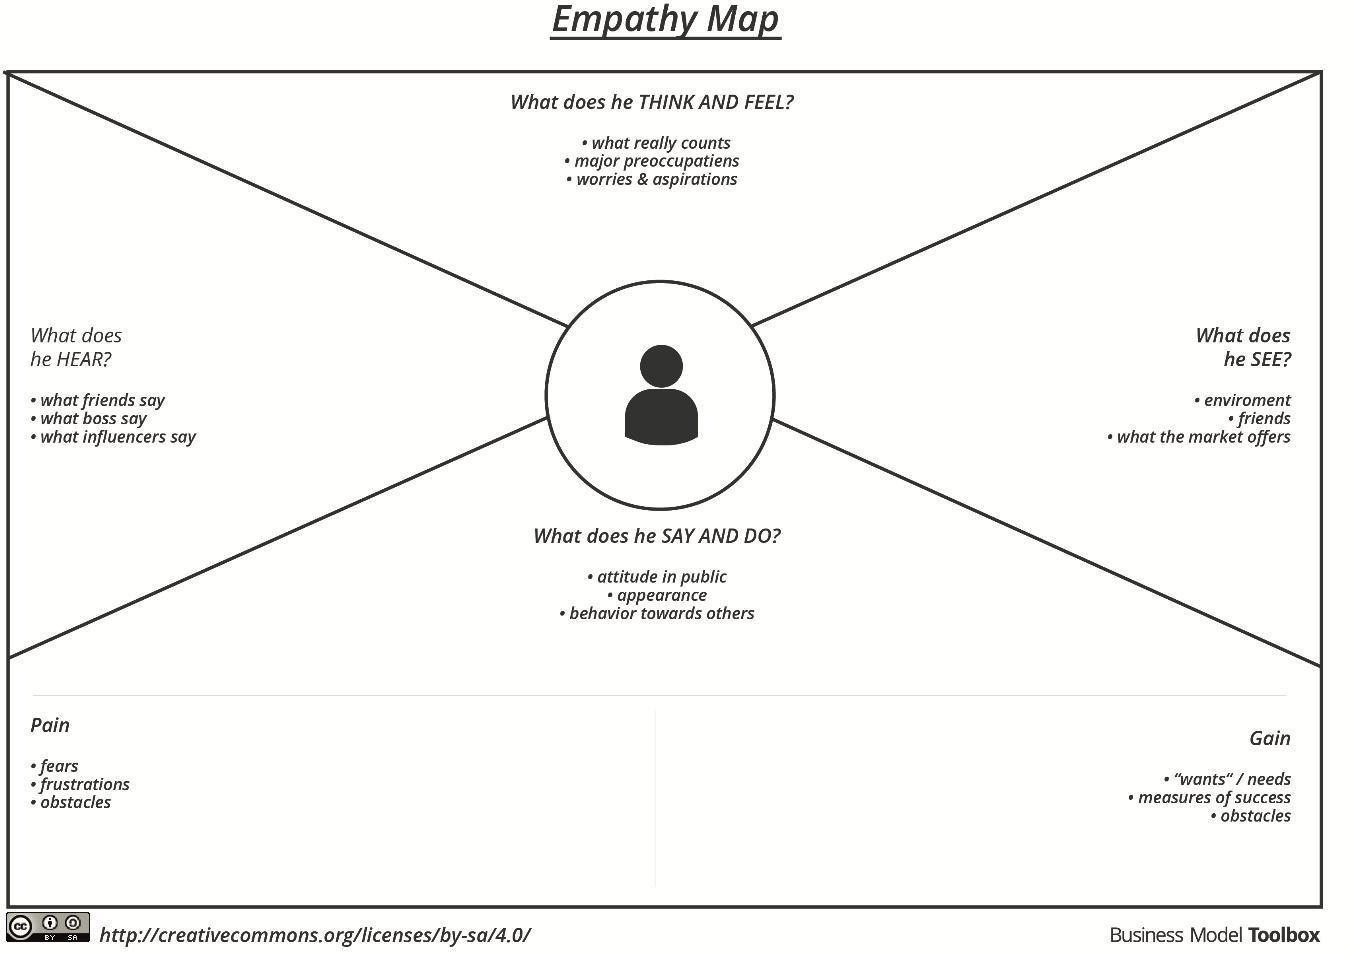 Empathy Map
What does he THINK AND FEEL?
• what really counts
• major preoccupatiens
• worries & aspirations
What does
he HEAR?
• what friends say
• what boss say
• what influencers say
What does
he SEE?
• enviroment
• friends
• what the market offers
What does he SAY AND DO?
• attitude in public
• appearance
• behavior towards others
Pain
• fears
• frustrations
• obstacles
Gain
• “wants“ / needs
• measures of success
• obstacles
cc BY SA
http://creativecommons.org/licenses/by-sa/4.0/
Business Model Toolbox